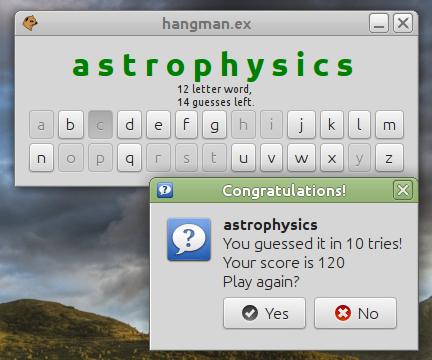 hangman.ex
astrophysics
12 letter word,
14 guesses left.
a b c d e f g h i j k l m
n o p q r s t u v w x y z
Congratulations!
astrophysics
You guessed it in 10 tries!
Your score is 120
Play again?
Yes No